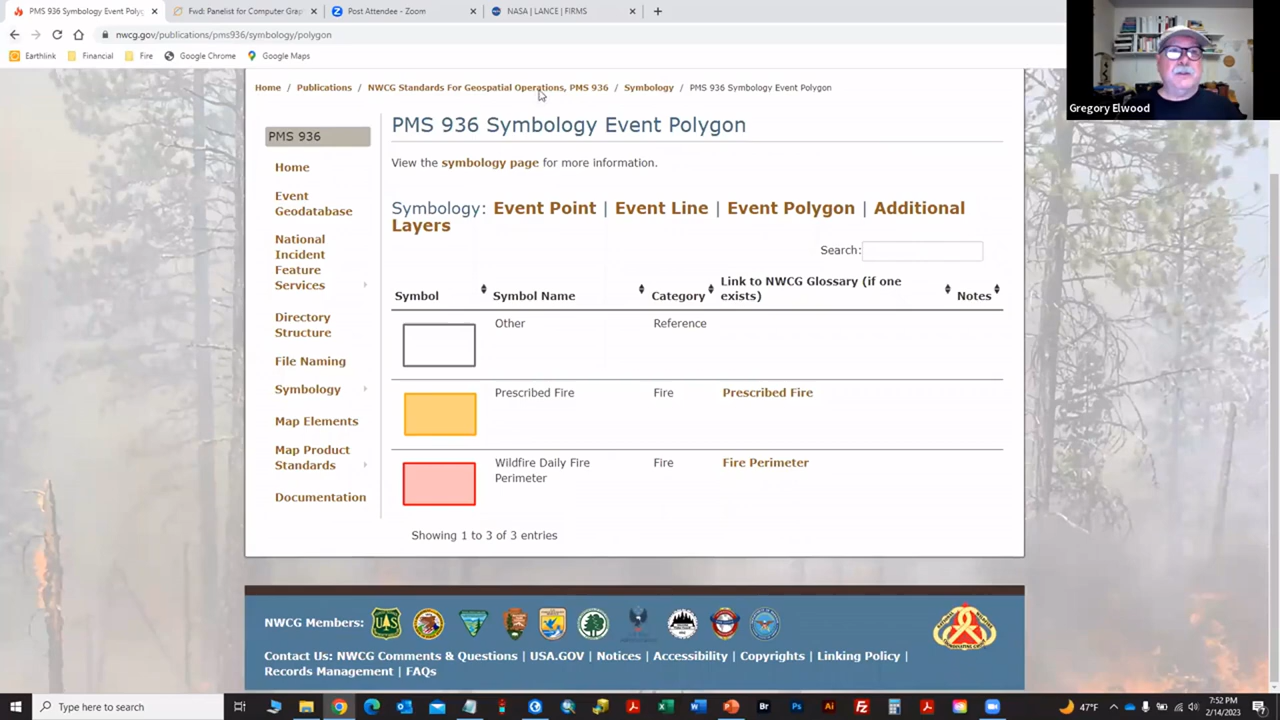 PMS 936 Symbology Event Polyg
Fwd: Panelist for Computer Grap
Post Attendee - Zoom
NASA | LANCE | FIRMS
nwcg.gov/publications/pms936/symbology/polygon
Earthlink
Financial
Fire
Google Chrome
Google Maps
Gregory Elwood
Home / Publications / NWCG Standards For Geospatial Operations, PMS 936 / Symbology / PMS 936 Symbology Event Polygon
PMS 936
Home
Event
Geodatabase
National
Incident
Feature
Services
Directory
Structure
File Naming
Symbology
Map Elements
Map Product
Standards
Documentation
PMS 936 Symbology Event Polygon
View the symbology page for more information.
Symbology: Event Point | Event Line | Event Polygon | Additional
Layers
Search:
Symbol
Symbol Name
Category
Link to NWCG Glossary (if one
exists)
Notes
Other
Reference
Prescribed Fire
Fire
Prescribed Fire
Wildfire Daily Fire
Perimeter
Fire
Fire Perimeter
Showing 1 to 3 of 3 entries
NWCG Members:
Contact Us: NWCG Comments & Questions | USA.GOV | Notices | Accessibility | Copyrights | Linking Policy |
Records Management | FAQs
Type here to search
47°F
7:52 PM
2/14/2023